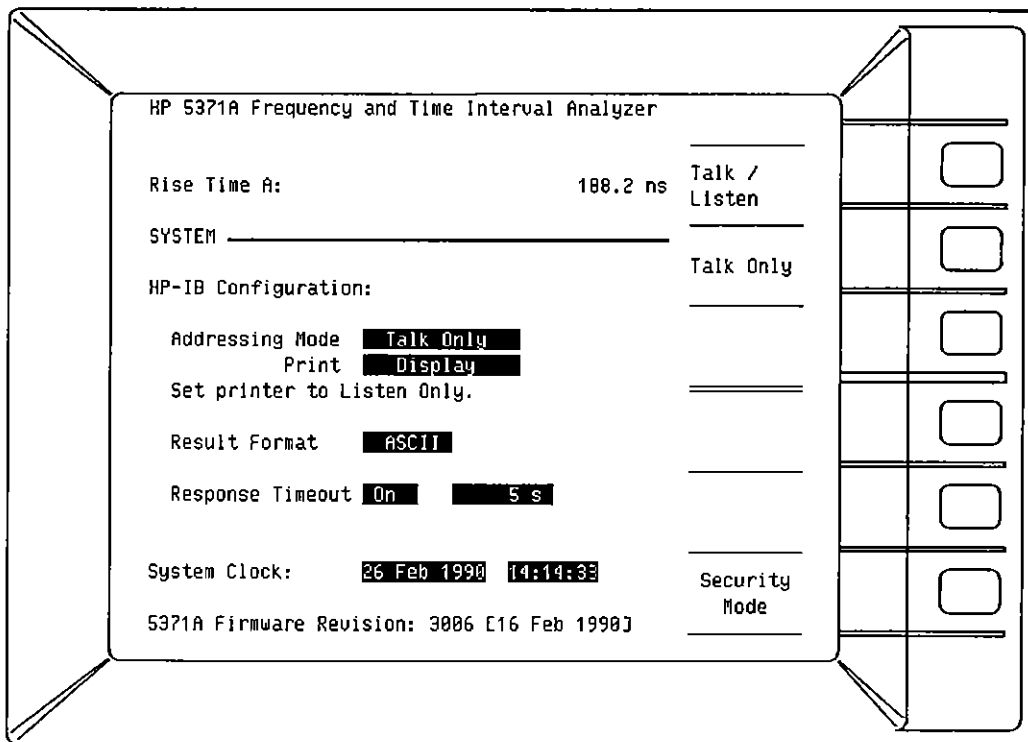 HP 5371A Frequency and Time Interval Analyzer
Rise Time A: 188.2 ns
SYSTEM
HP-IB Configuration:
Addressing Mode Talk Only
Print Display
Set printer to Listen Only.
Result Format ASCII
Response Timeout On 5 s
System Clock: 26 Feb 1990 14:14:33
5371A Firmware Revision: 3006 [16 Feb 1990]
Talk /
Listen
Talk Only
Security
Mode